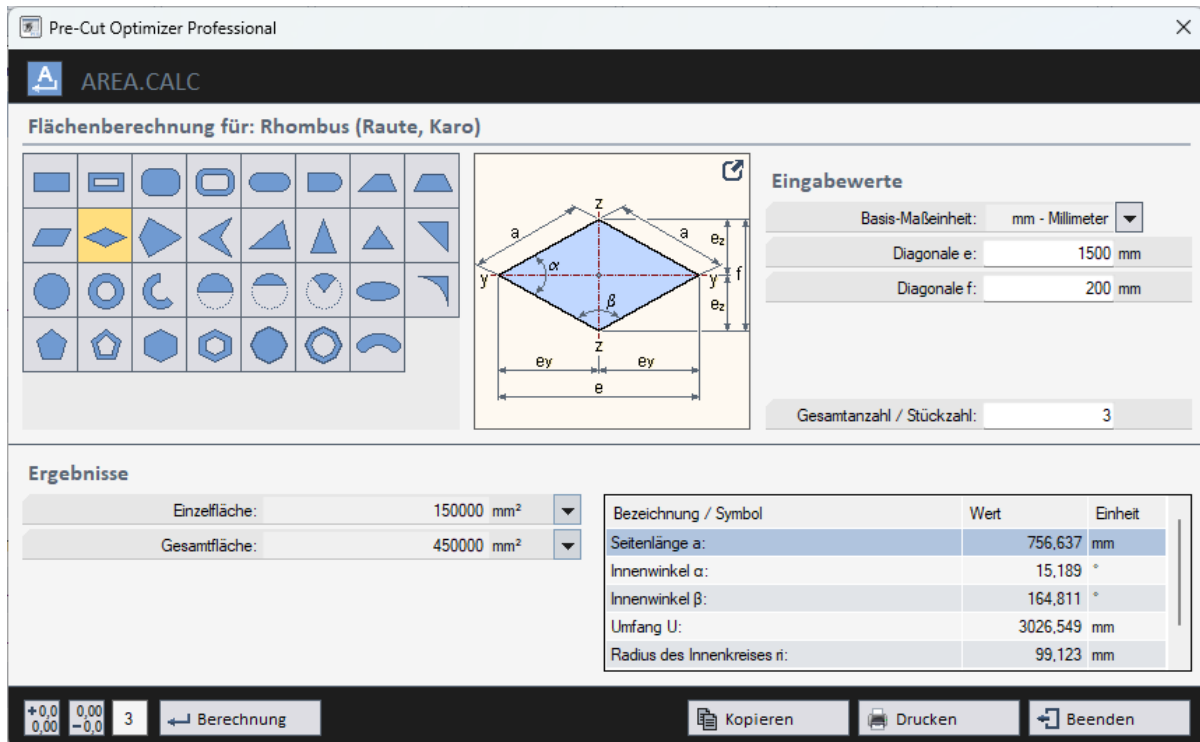 Pre-Cut Optimizer Professional
A
AREA.CALC
Flächenberechnung für: Rhombus (Raute, Karo)
z
a
a
ez
α
y
y
f
β
ez
z
ey
ey
e
Eingabewerte
Basis-Maßeinheit: mm - Millimeter
Diagonale e: 1500 mm
Diagonale f: 200 mm
Gesamtanzahl / Stückzahl: 3
Ergebnisse
Einzelfläche: 150000 mm²
Gesamtfläche: 450000 mm²
Bezeichnung / Symbol Wert Einheit
Seitenlänge a: 756,637 mm
Innenwinkel α: 15,189 °
Innenwinkel β: 164,811 °
Umfang U: 3026,549 mm
Radius des Innenkreises ri: 99,123 mm
+0,0
0,00
0,00
−0,0
3
Berechnung
Kopieren
Drucken
Beenden